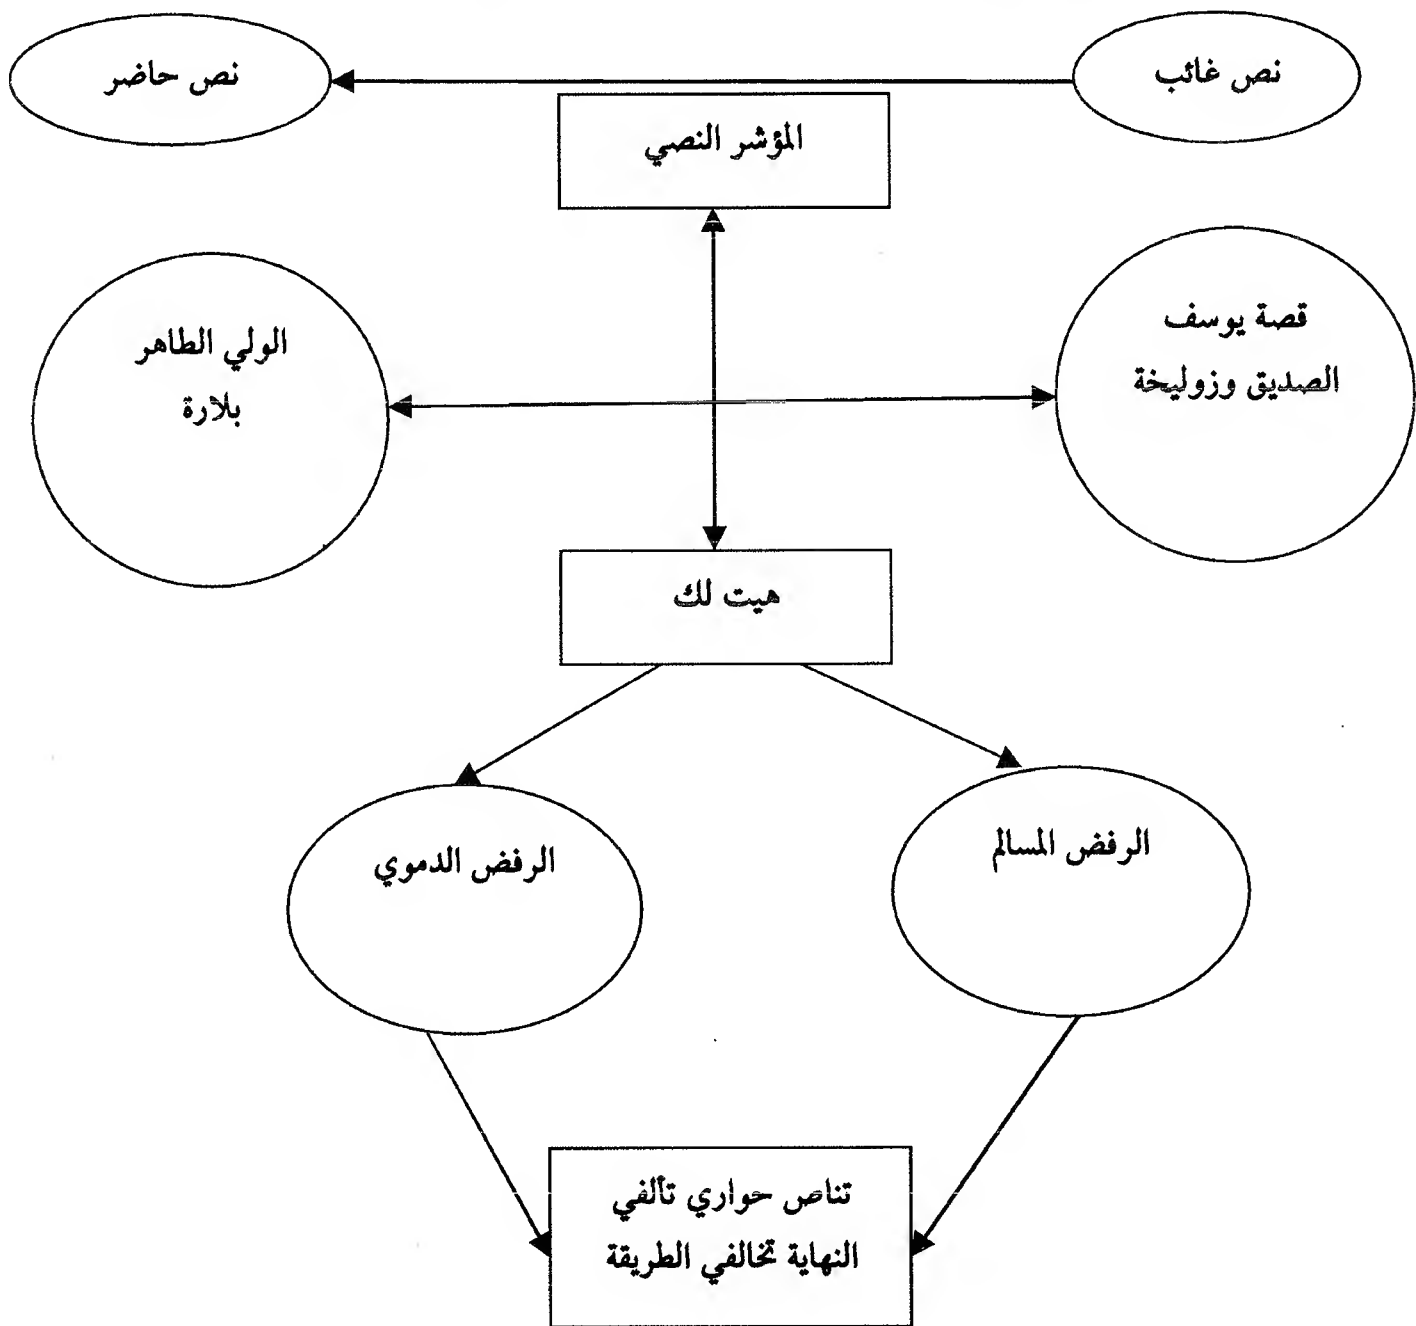 نص غائب
نص حاضر
المؤشر النصي
قصة يوسف
الصديق وزوليخة
الولي الطاهر
بلارة
هيت لك
الرفض المسالم
الرفض الدموي
تناص حواري تألفي
النهاية تخالفي الطريقة